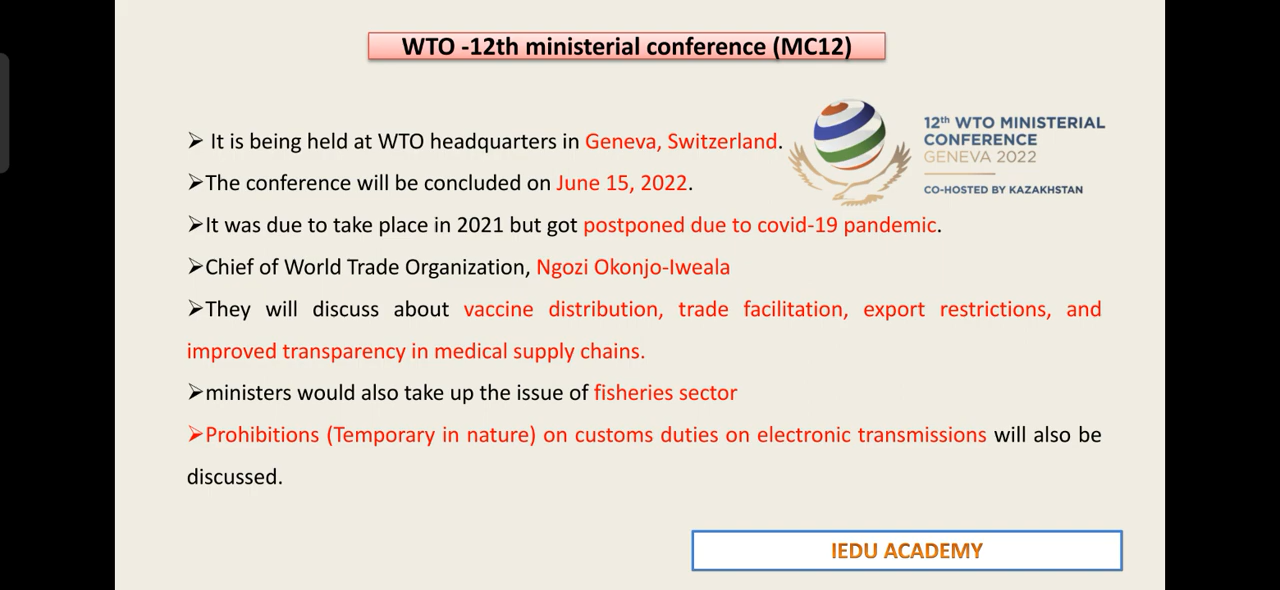 WTO -12th ministerial conference (MC12)
➢ It is being held at WTO headquarters in Geneva, Switzerland.
➢The conference will be concluded on June 15, 2022.
➢It was due to take place in 2021 but got postponed due to covid-19 pandemic.
➢Chief of World Trade Organization, Ngozi Okonjo-Iweala
➢They will discuss about vaccine distribution, trade facilitation, export restrictions, and
improved transparency in medical supply chains.
➢ministers would also take up the issue of fisheries sector
➢Prohibitions (Temporary in nature) on customs duties on electronic transmissions will also be
discussed.
12th WTO MINISTERIAL
CONFERENCE
GENEVA 2022
CO-HOSTED BY KAZAKHSTAN
IEDU ACADEMY